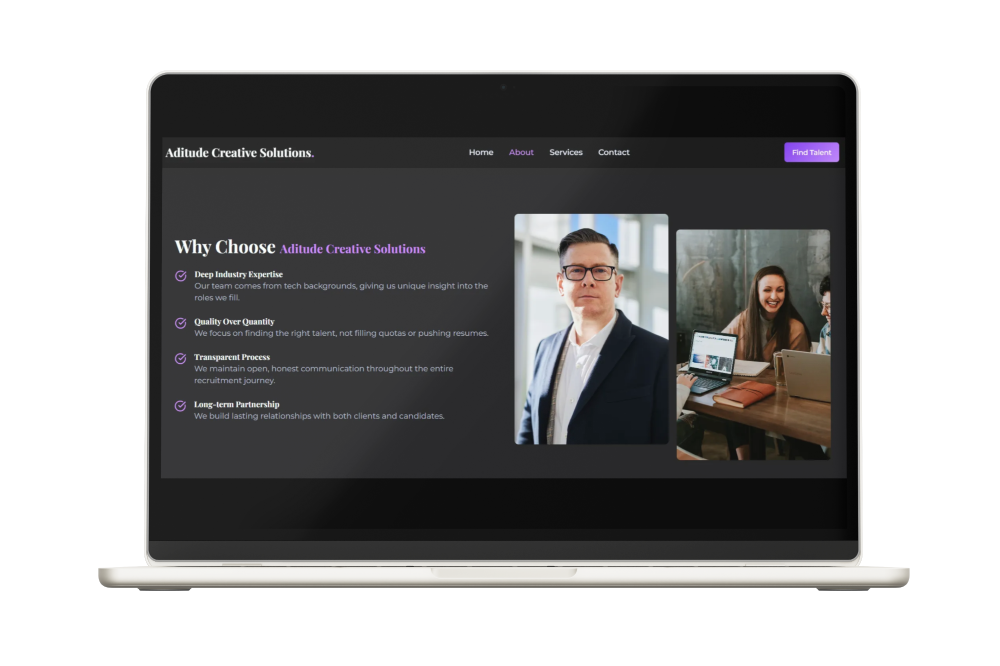 Aditude Creative Solutions.
Home About Services Contact
Find Talent
Why Choose Aditude Creative Solutions
Deep Industry Expertise
Our team comes from tech backgrounds, giving us unique insight into the
roles we fill.
Quality Over Quantity
We focus on finding the right talent, not filling quotas or pushing resumes.
Transparent Process
We maintain open, honest communication throughout the entire
recruitment journey.
Long-term Partnership
We build lasting relationships with both clients and candidates.